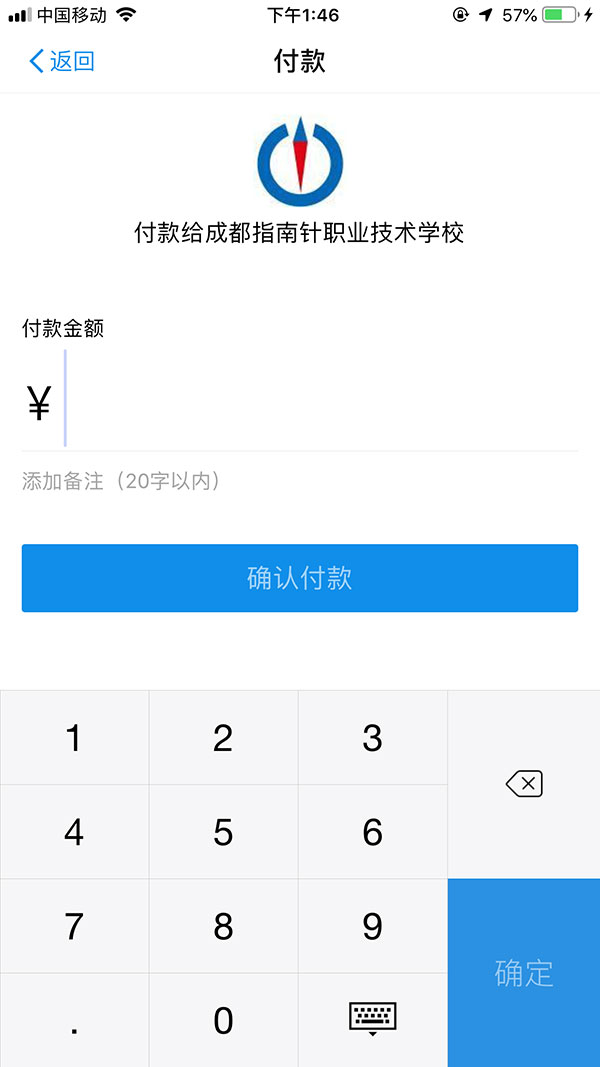 中国移动 下午1:46 57%
返回 付款
付款给成都指南针职业技术学校
付款金额
¥
添加备注（20字以内）
确认付款
1 2 3
4 5 6
7 8 9
确定
. 0